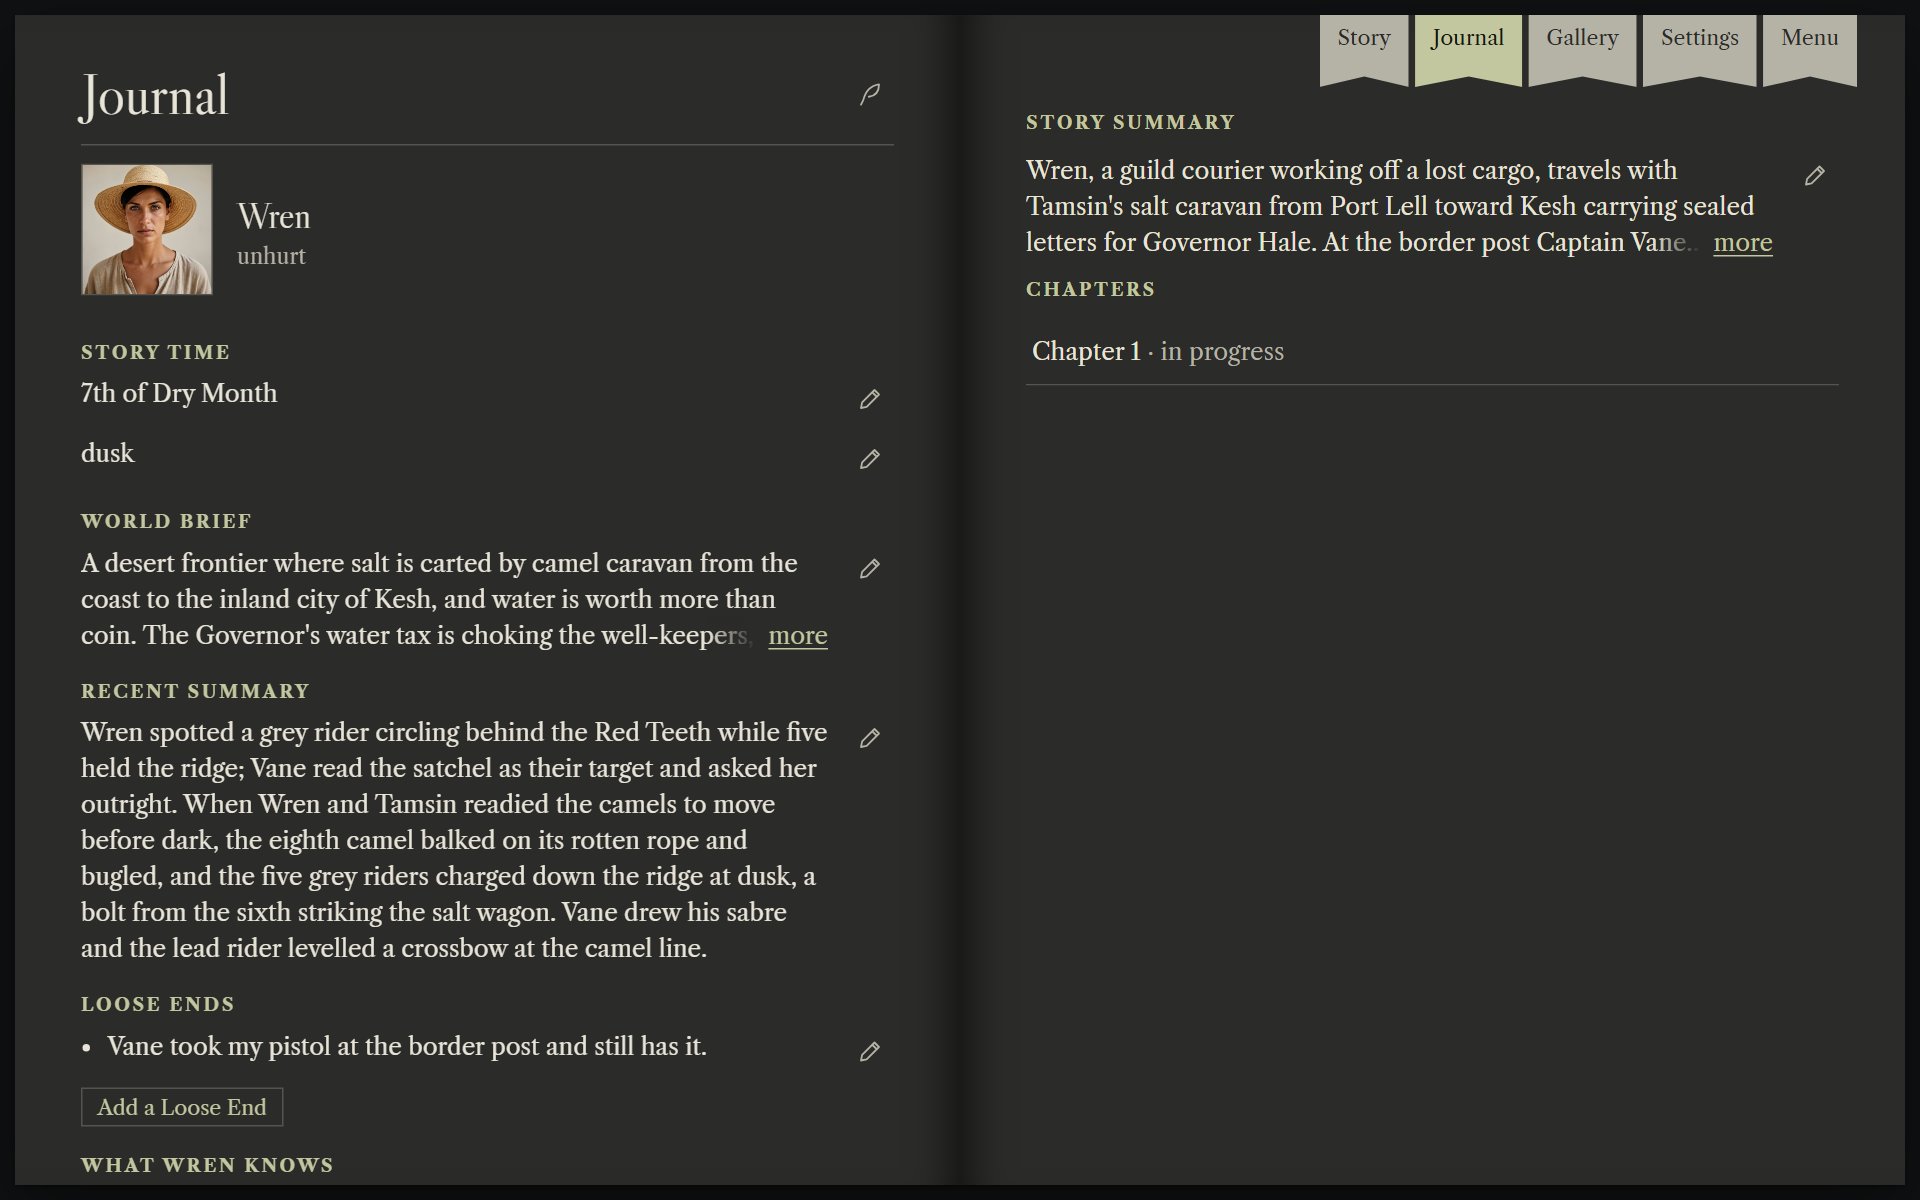 Journal
Wren
unhurt
STORY TIME
7th of Dry Month
dusk
WORLD BRIEF
A desert frontier where salt is carted by camel caravan from the
coast to the inland city of Kesh, and water is worth more than
coin. The Governor's water tax is choking the well-keepers, more
RECENT SUMMARY
Wren spotted a grey rider circling behind the Red Teeth while five
held the ridge; Vane read the satchel as their target and asked her
outright. When Wren and Tamsin readied the camels to move
before dark, the eighth camel balked on its rotten rope and
bugled, and the five grey riders charged down the ridge at dusk, a
bolt from the sixth striking the salt wagon. Vane drew his sabre
and the lead rider levelled a crossbow at the camel line.
LOOSE ENDS
• Vane took my pistol at the border post and still has it.
Add a Loose End
WHAT WREN KNOWS
Story Journal Gallery Settings Menu
STORY SUMMARY
Wren, a guild courier working off a lost cargo, travels with
Tamsin's salt caravan from Port Lell toward Kesh carrying sealed
letters for Governor Hale. At the border post Captain Vane.. more
CHAPTERS
Chapter 1 · in progress